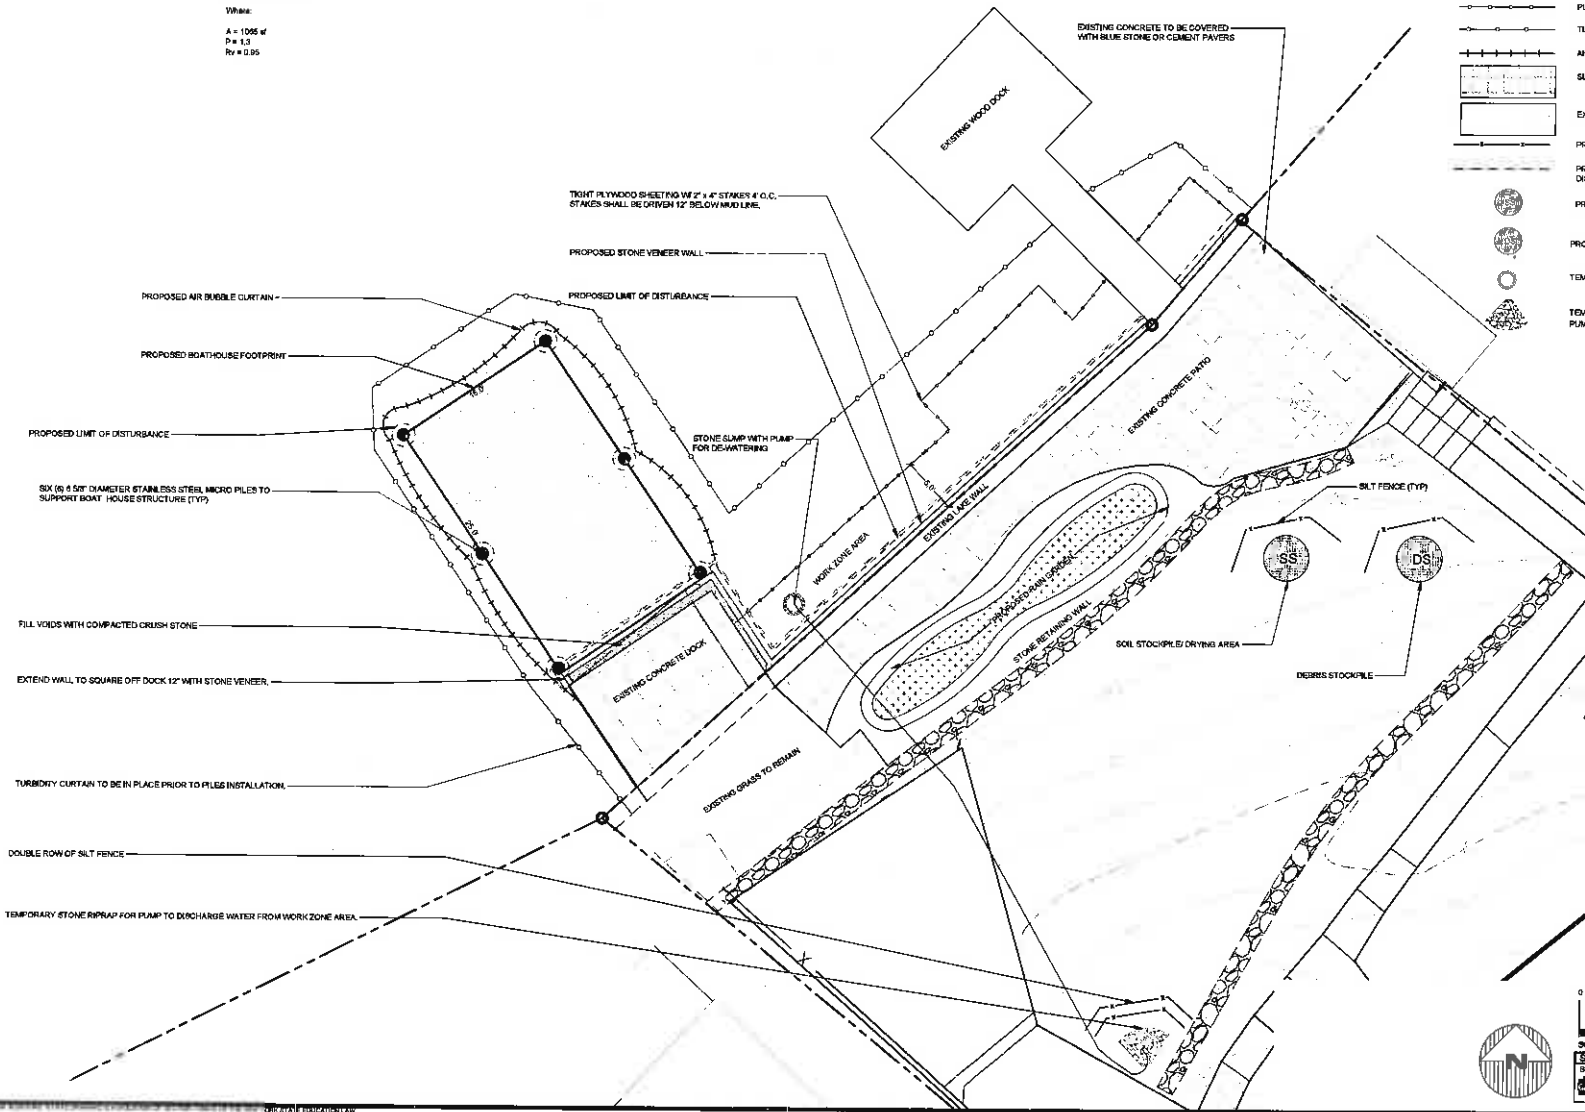 Where:
A = 1065 sf
P = 1.3
Rv = 0.95
EXISTING CONCRETE TO BE COVERED
WITH BLUE STONE OR CEMENT PAVERS
EXISTING WOOD DOCK
TIGHT PLYWOOD SHEETING W/ 2" x 4" STAKES 4' O.C.
STAKES SHALL BE DRIVEN 12" BELOW MUD LINE.
PROPOSED STONE VENEER WALL
PROPOSED LIMIT OF DISTURBANCE
PROPOSED AIR BUBBLE CURTAIN
PROPOSED BOATHOUSE FOOTPRINT
PROPOSED LIMIT OF DISTURBANCE
STONE SUMP WITH PUMP
FOR DE-WATERING
SIX (6) 6 5/8" DIAMETER STAINLESS STEEL MICRO PILES TO
SUPPORT BOAT HOUSE STRUCTURE (TYP)
25.0'
5.0'
EXISTING CONCRETE PATIO
EXISTING LAKE WALL
WORK ZONE AREA
PROPOSED RAIN GARDEN
STONE RETAINING WALL
SILT FENCE (TYP)
SS
DS
SOIL STOCKPILE/ DRYING AREA
DEBRIS STOCKPILE
FILL VOIDS WITH COMPACTED CRUSH STONE
EXISTING CONCRETE DOCK
EXTEND WALL TO SQUARE OFF DOCK 12" WITH STONE VENEER.
EXISTING GRASS TO REMAIN
TURBIDITY CURTAIN TO BE IN PLACE PRIOR TO PILES INSTALLATION.
DOUBLE ROW OF SILT FENCE
TEMPORARY STONE RIPRAP FOR PUMP TO DISCHARGE WATER FROM WORK ZONE AREA.
N
0